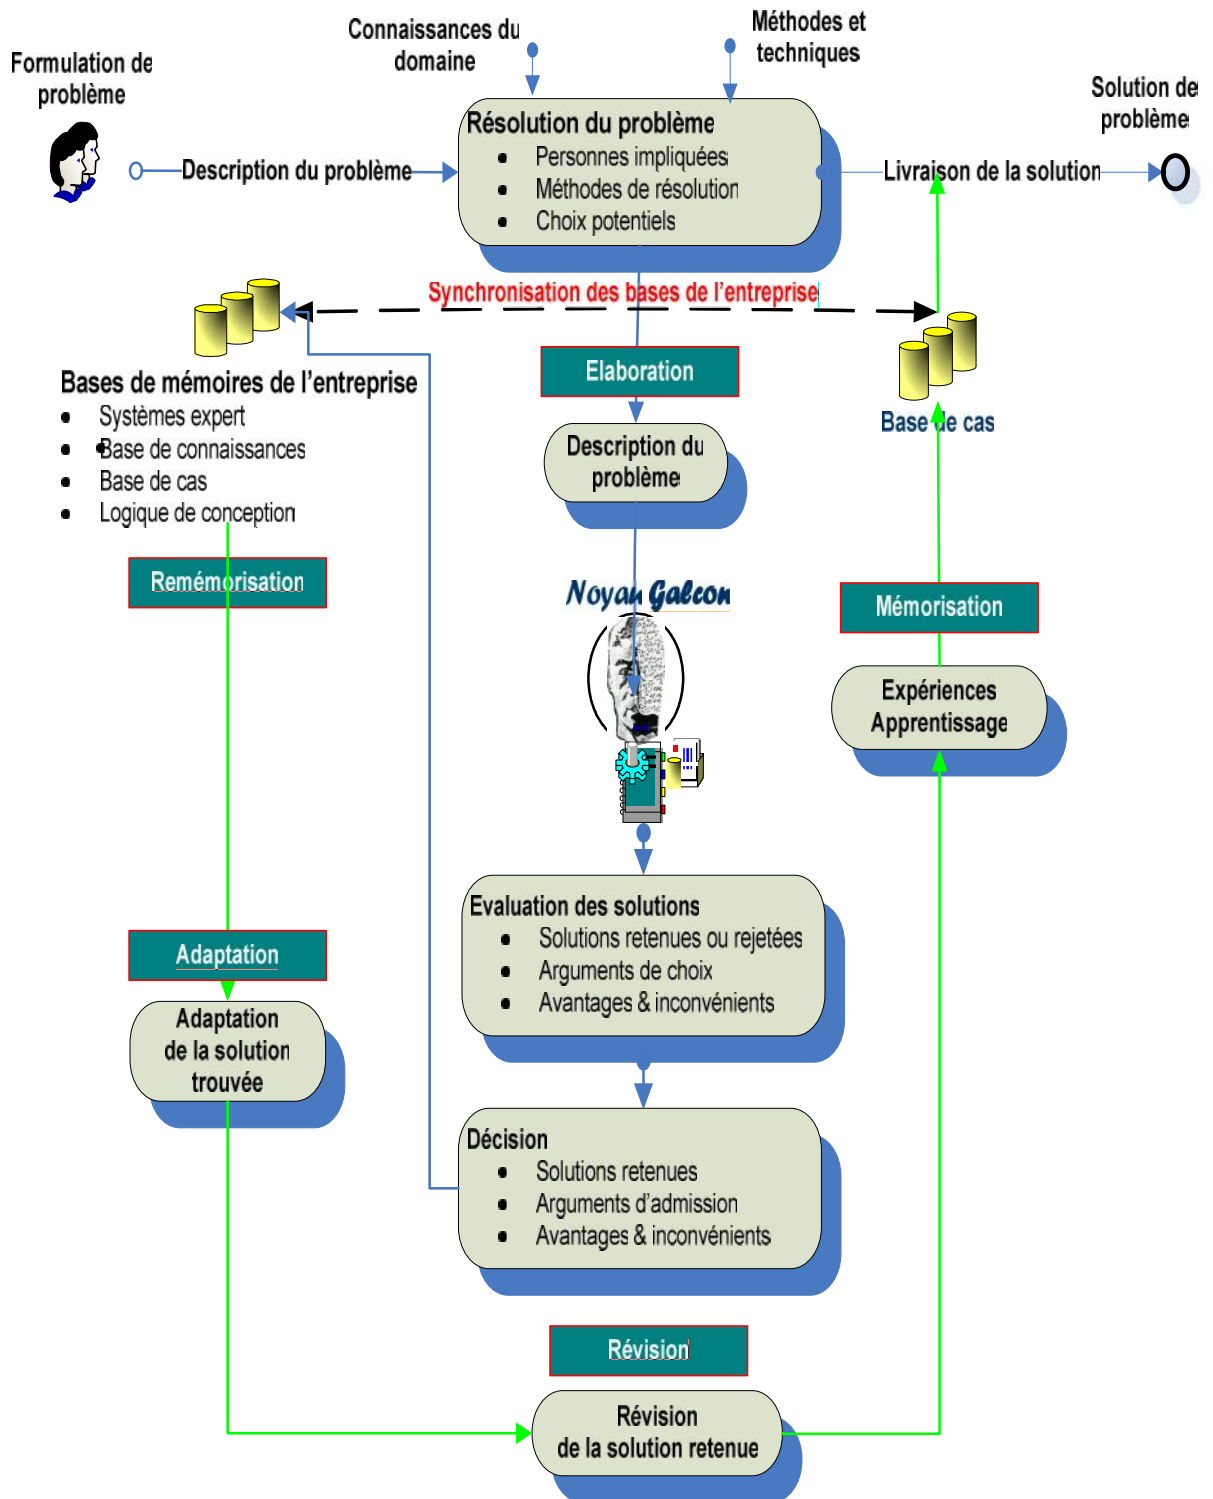 Connaissances du
domaine
Méthodes et
techniques
Formulation de
problème
Solution de
problème
Résolution du problème
Personnes impliquées
Méthodes de résolution
Choix potentiels
Description du problème
Livraison de la solution
Synchronisation des bases de l'entreprise
Elaboration
Bases de mémoires de l'entreprise
Systèmes expert
Base de connaissances
Base de cas
Logique de conception
Base de cas
Description du
problème
Remémorisation
Noyau Galeon
Mémorisation
Expériences
Apprentissage
Evaluation des solutions
Solutions retenues ou rejetées
Arguments de choix
Avantages & inconvénients
Adaptation
Adaptation
de la solution
trouvée
Décision
Solutions retenues
Arguments d'admission
Avantages & inconvénients
Révision
Révision
de la solution retenue